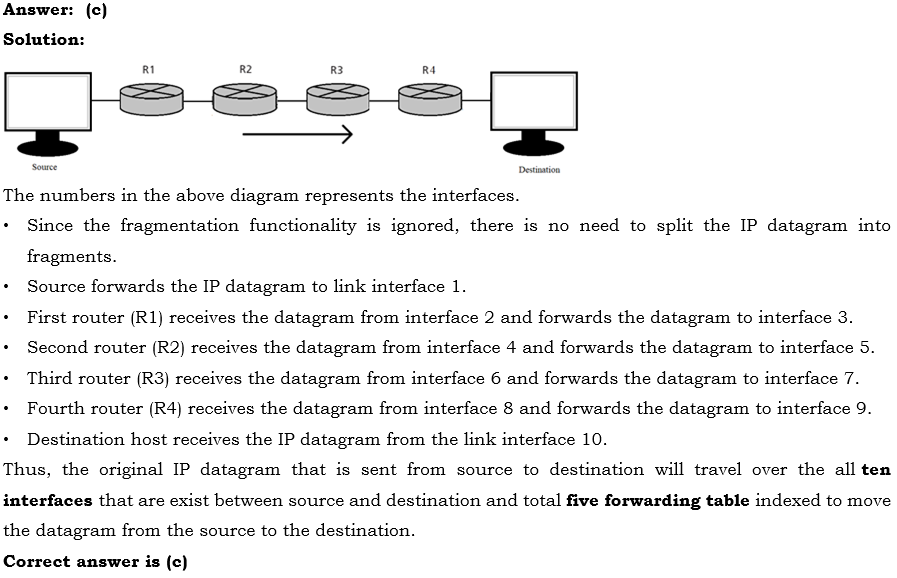 Answer: (c)
Solution:
R1 R2 R3 R4
Source Destination
The numbers in the above diagram represents the interfaces.
• Since the fragmentation functionality is ignored, there is no need to split the IP datagram into
fragments.
• Source forwards the IP datagram to link interface 1.
• First router (R1) receives the datagram from interface 2 and forwards the datagram to interface 3.
• Second router (R2) receives the datagram from interface 4 and forwards the datagram to interface 5.
• Third router (R3) receives the datagram from interface 6 and forwards the datagram to interface 7.
• Fourth router (R4) receives the datagram from interface 8 and forwards the datagram to interface 9.
• Destination host receives the IP datagram from the link interface 10.
Thus, the original IP datagram that is sent from source to destination will travel over the all ten
interfaces that are exist between source and destination and total five forwarding table indexed to move
the datagram from the source to the destination.
Correct answer is (c)